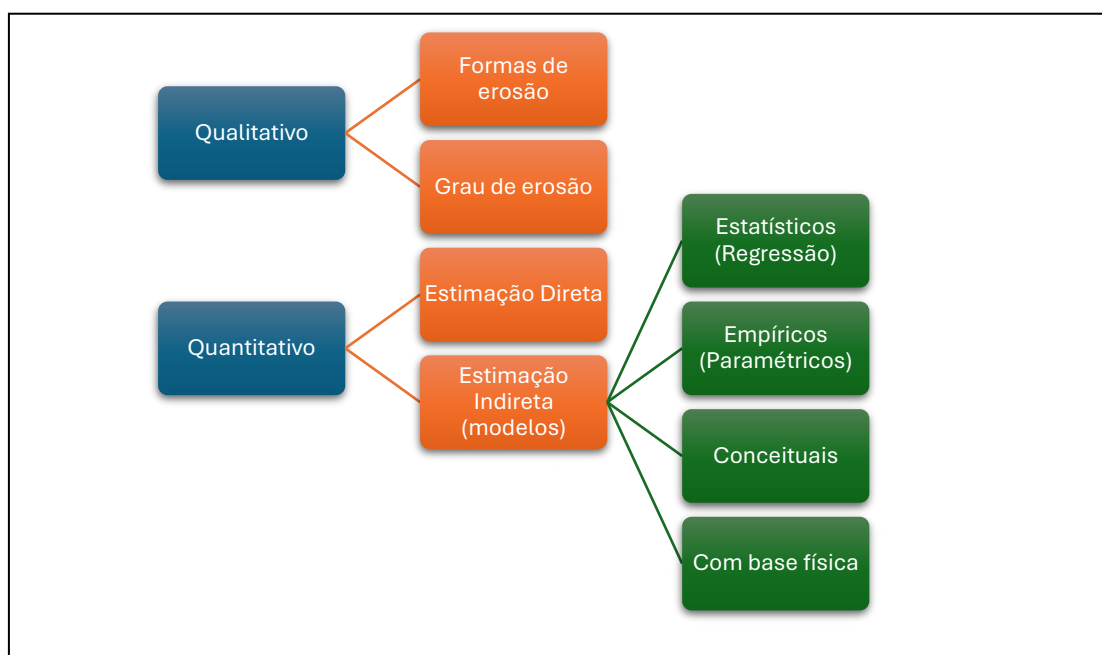 Qualitativo
Formas de
erosão
Grau de erosão
Quantitativo
Estimação Direta
Estimação
Indireta
(modelos)
Estatísticos
(Regressão)
Empíricos
(Paramétricos)
Conceituais
Com base física